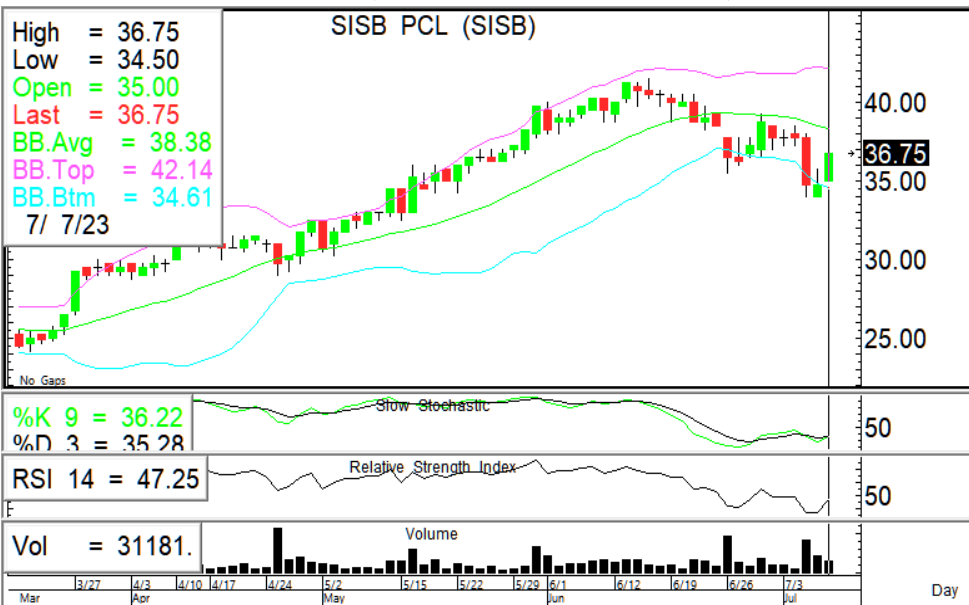 SISB PCL (SISB)
High = 36.75
Low = 34.50
Open = 35.00
Last = 36.75
BB.Avg = 38.38
BB.Top = 42.14
BB.Btm = 34.61
7/ 7/23
40.00
36.75
35.00
30.00
25.00
No Gaps
Slow Stochastic
%K 9 = 36.22
%D 3 = 35.28
50
Relative Strength Index
RSI 14 = 47.25
50
Volume
Vol = 31181.
3/27 4/3 4/10 4/17 4/24 5/2 5/15 5/22 5/29 6/1 6/12 6/19 6/26 7/3
Mar Apr May Jun Jul
Day